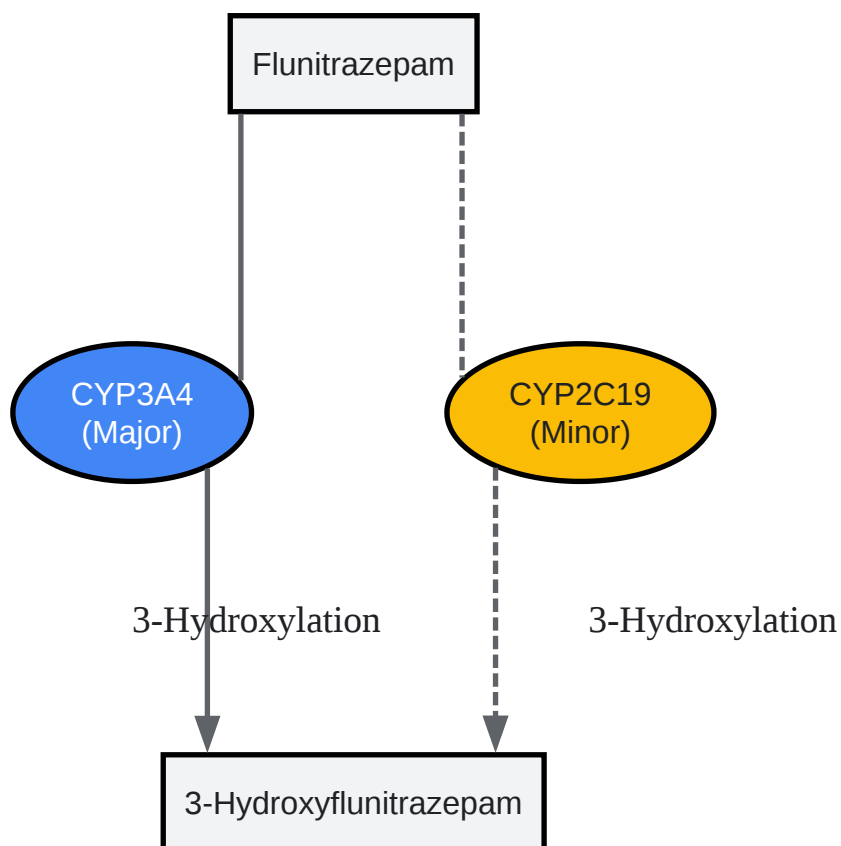 Flunitrazepam
CYP3A4
(Major)
CYP2C19
(Minor)
3-Hydroxylation
3-Hydroxylation
3-Hydroxyflunitrazepam